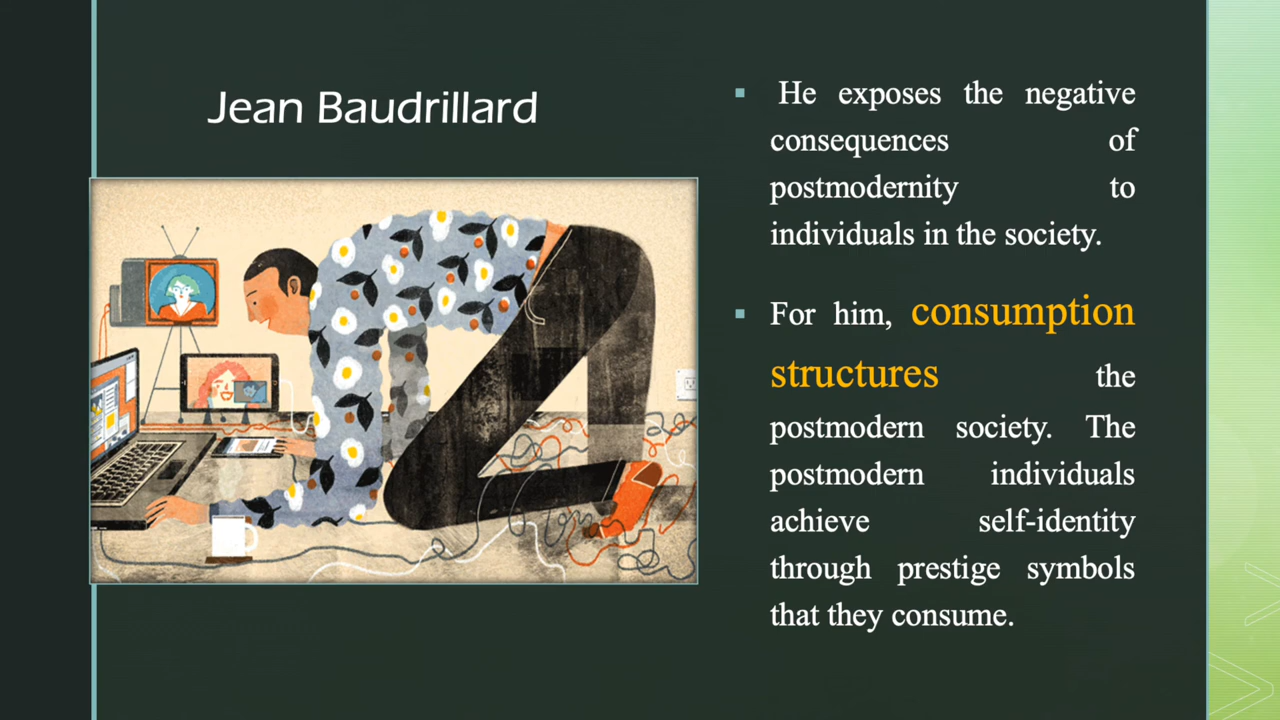 Jean Baudrillard
He exposes the negative
consequences of
postmodernity to
individuals in the society.
For him, consumption
structures the
postmodern society. The
postmodern individuals
achieve self-identity
through prestige symbols
that they consume.